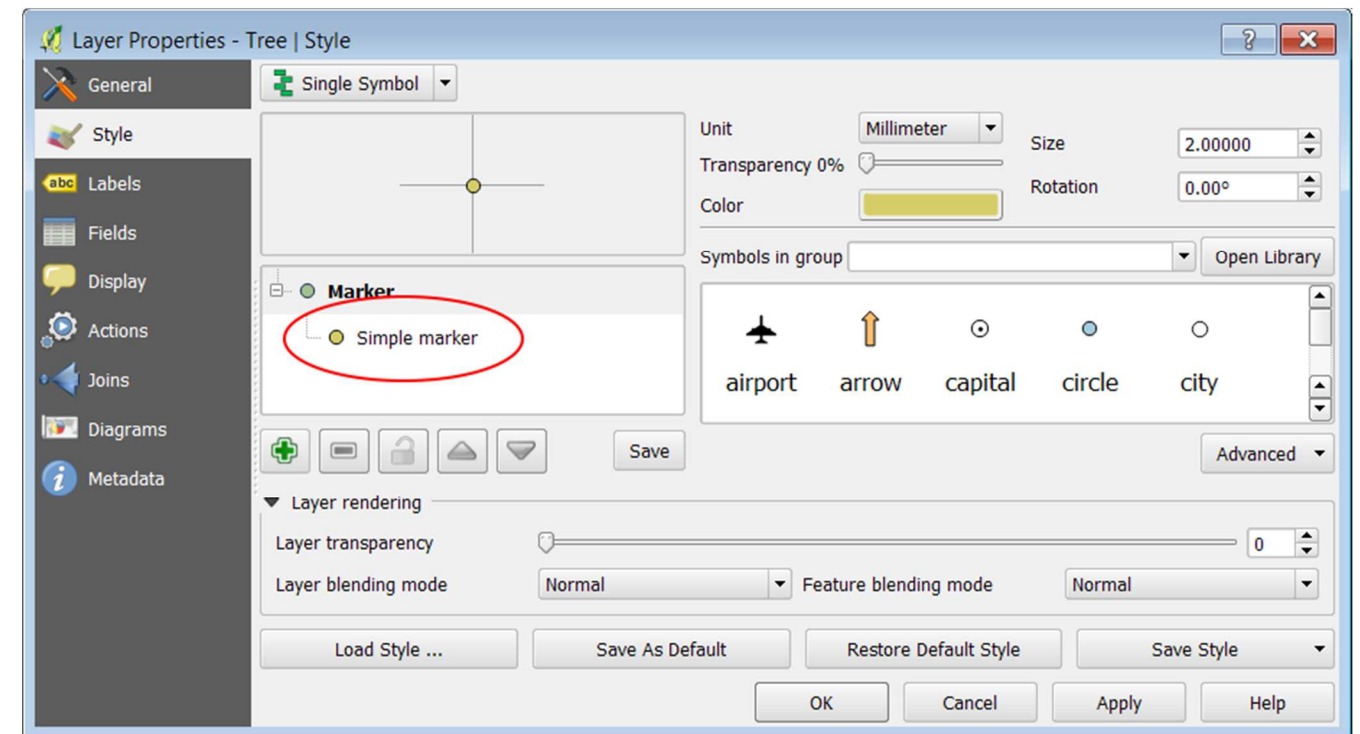 Layer Properties - Tree | Style
General
Style
abc Labels
Fields
Display
Actions
Joins
Diagrams
i Metadata
Single Symbol
Unit Millimeter
Transparency 0%
Color
Size 2.00000
Rotation 0.00°
Marker
Simple marker
Save
Symbols in group Open Library
airport arrow capital circle city
Advanced
Layer rendering
Layer transparency 0
Layer blending mode Normal Feature blending mode Normal
Load Style ... Save As Default Restore Default Style Save Style
OK Cancel Apply Help